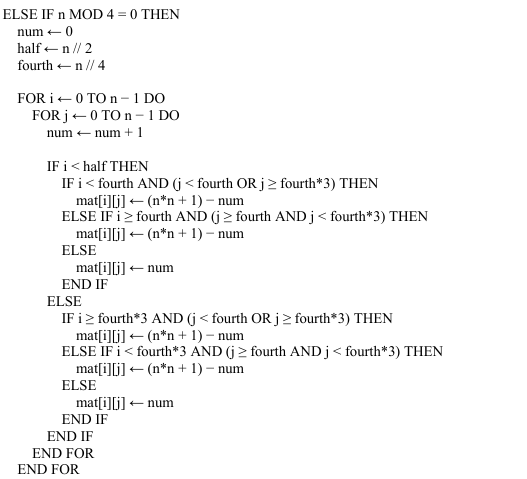 ELSE IF n MOD 4 = 0 THEN
num ← 0
half ← n // 2
fourth ← n // 4
FOR i ← 0 TO n − 1 DO
FOR j ← 0 TO n − 1 DO
num ← num + 1
IF i < half THEN
IF i < fourth AND (j < fourth OR j ≥ fourth*3) THEN
mat[i][j] ← (n*n + 1) − num
ELSE IF i ≥ fourth AND (j ≥ fourth AND j < fourth*3) THEN
mat[i][j] ← (n*n + 1) − num
ELSE
mat[i][j] ← num
END IF
ELSE
IF i ≥ fourth*3 AND (j < fourth OR j ≥ fourth*3) THEN
mat[i][j] ← (n*n + 1) − num
ELSE IF i < fourth*3 AND (j ≥ fourth AND j < fourth*3) THEN
mat[i][j] ← (n*n + 1) − num
ELSE
mat[i][j] ← num
END IF
END IF
END FOR
END FOR